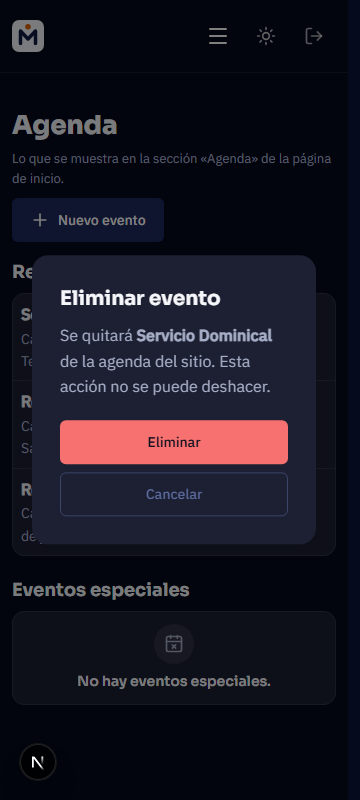 M
Agenda
Lo que se muestra en la sección «Agenda» de la página
de inicio.
Nuevo evento
Eliminar evento
Se quitará Servicio Dominical
de la agenda del sitio. Esta
acción no se puede deshacer.
Eliminar
Cancelar
Eventos especiales
No hay eventos especiales.
N